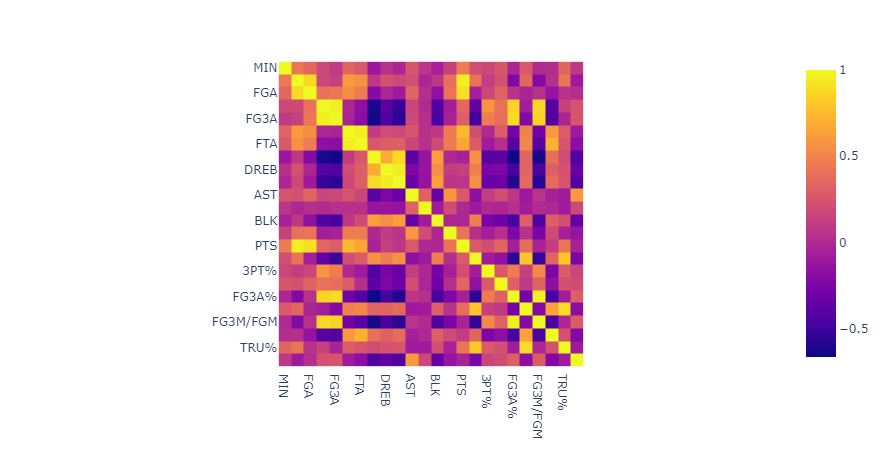 MIN
FGA
FG3A
FTA
DREB
AST
BLK
PTS
3PT%
FG3A%
FG3M/FGM
TRU%
MIN
FGA
FG3A
FTA
DREB
AST
BLK
PTS
3PT%
FG3A%
FG3M/FGM
TRU%
1
0.5
0
−0.5